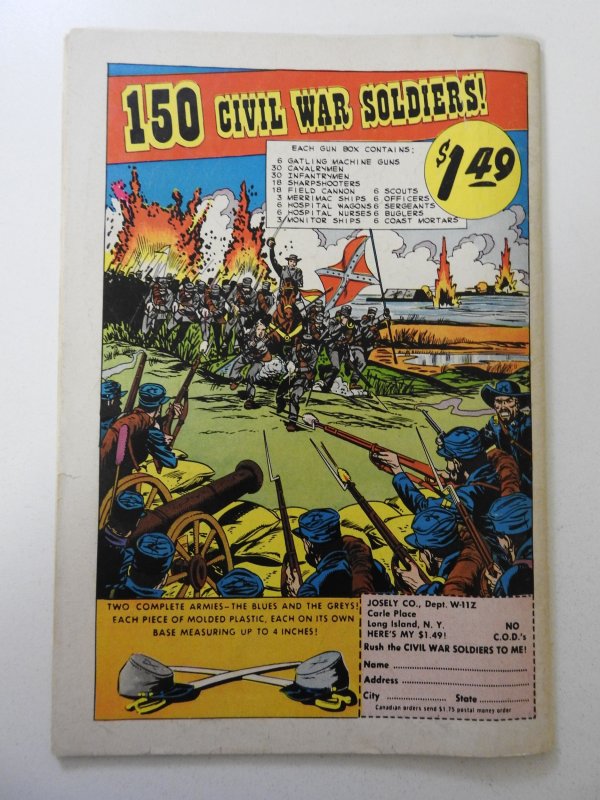 150 CIVIL WAR SOLDIERS!
$1.49
EACH GUN BOX CONTAINS:
6 GATLING MACHINE GUNS
30 CAVALRYMEN
30 INFANTRYMEN
18 SHARPSHOOTERS
18 FIELD CANNON 6 SCOUTS
3 MERRIMAC SHIPS 6 OFFICERS
6 HOSPITAL WAGONS 6 SERGEANTS
6 HOSPITAL NURSES 6 BUGLERS
3 MONITOR SHIPS 6 COAST MORTARS
TWO COMPLETE ARMIES—THE BLUES AND THE GREYS!
EACH PIECE OF MOLDED PLASTIC, EACH ON ITS OWN
BASE MEASURING UP TO 4 INCHES!
JOSELY CO., Dept. W-11Z
Carle Place
Long Island, N. Y. NO
HERE'S MY $1.49! C.O.D.'s
Rush the CIVIL WAR SOLDIERS TO ME!
Name
Address
City State
Canadian orders send $1.75 postal money order